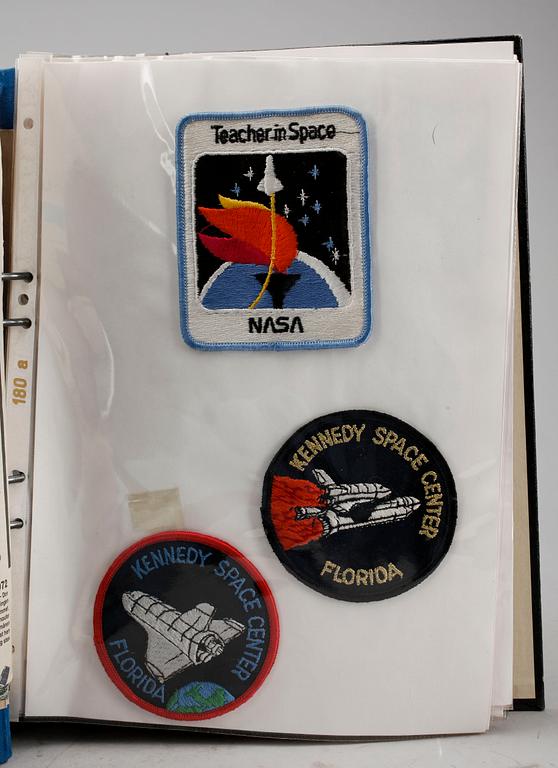 Teacher in Space
NASA
180 a
KENNEDY SPACE CENTER
FLORIDA
KENNEDY SPACE CENTER
FLORIDA